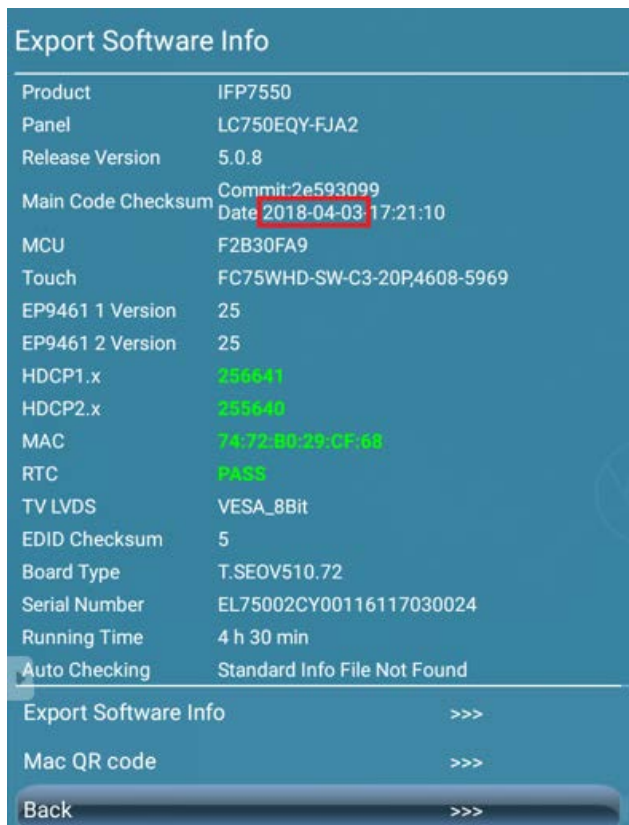 Export Software Info
Product IFP7550
Panel LC750EQY-FJA2
Release Version 5.0.8
Main Code Checksum Commit:2e593099
Date 2018-04-03-17:21:10
MCU F2B30FA9
Touch FC75WHD-SW-C3-20P,4608-5969
EP9461 1 Version 25
EP9461 2 Version 25
HDCP1.x 256641
HDCP2.x 255640
MAC 74:72:B0:29:CF:68
RTC PASS
TV LVDS VESA_8Bit
EDID Checksum 5
Board Type T.SEOV510.72
Serial Number EL75002CY00116117030024
Running Time 4 h 30 min
Auto Checking Standard Info File Not Found
Export Software Info >>>
Mac QR code >>>
Back >>>